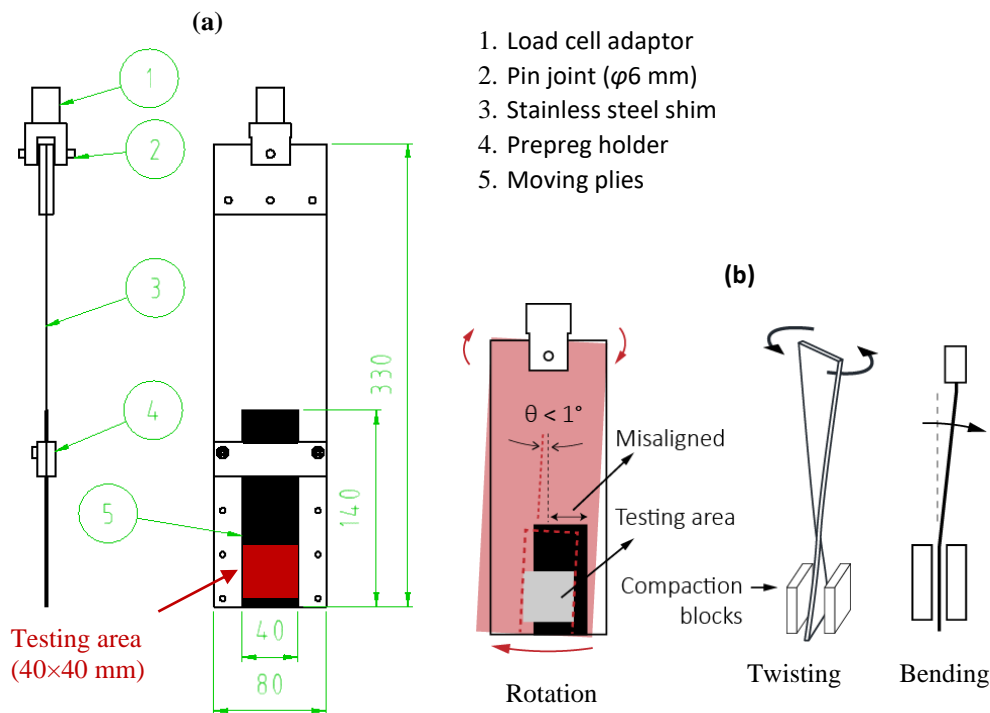 (a)
1. Load cell adaptor
2. Pin joint (φ6 mm)
3. Stainless steel shim
4. Prepreg holder
5. Moving plies
1
2
3
4
5
330
140
40
80
Testing area
(40×40 mm)
(b)
θ < 1°
Misaligned
Testing area
Compaction
blocks
Rotation
Twisting
Bending